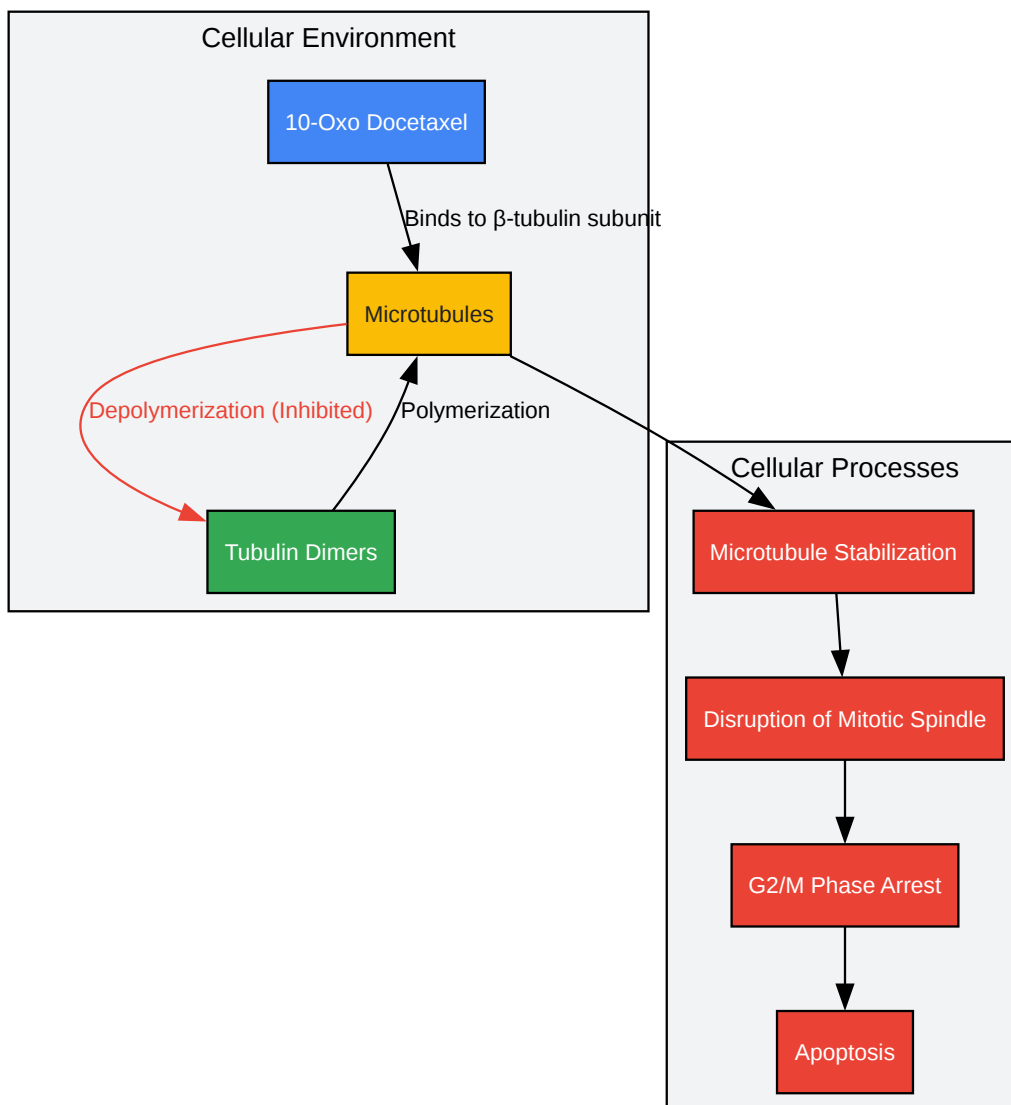 Cellular Environment
10-Oxo Docetaxel
Binds to β-tubulin subunit
Microtubules
Depolymerization (Inhibited)
Polymerization
Tubulin Dimers
Cellular Processes
Microtubule Stabilization
Disruption of Mitotic Spindle
G2/M Phase Arrest
Apoptosis